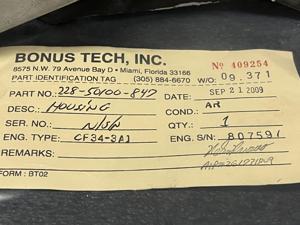 BONUS TECH, INC.
8575 N.W. 79 Avenue Bay D • Miami, Florida 33166
Nº 409254
PART IDENTIFICATION TAG (305) 884-6670 W/O: 09.371
PART NO. 228-50400-847 DATE: SEP 21 2009
DESC. HOUSING COND.: AR
SER. NO. N/SN QTY.: 1
ENG. TYPE: CF34-3A1 ENG. S/N: 807591
REMARKS:
FORM: BT02